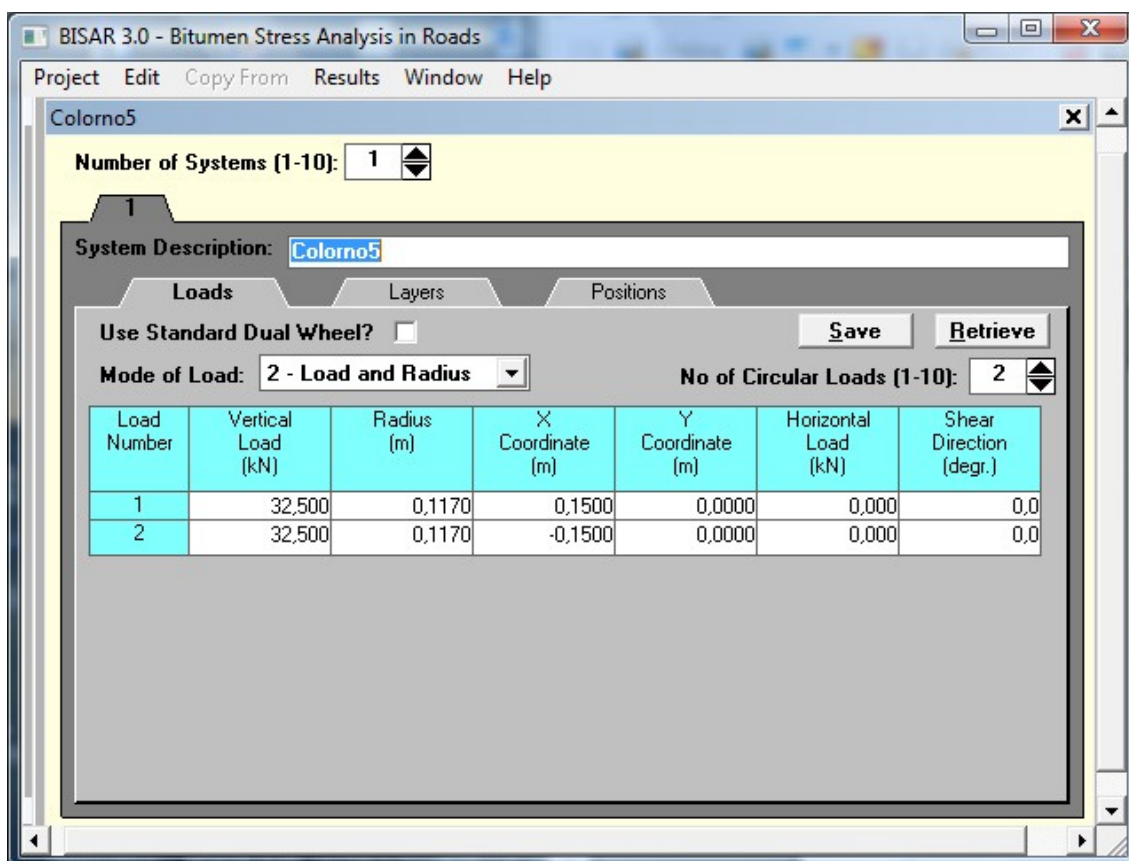 BISAR 3.0 - Bitumen Stress Analysis in Roads
Project Edit Copy From Results Window Help
Colorno5
Number of Systems (1-10): 1
1
System Description: Colorno5
Loads Layers Positions
Use Standard Dual Wheel? Save Retrieve
Mode of Load: 2 - Load and Radius No of Circular Loads (1-10): 2
Load Vertical Radius X Y Horizontal Shear
Number Load (m) Coordinate Coordinate Load Direction
(kN) (m) (m) (kN) (degr.)
1 32,500 0,1170 0,1500 0,0000 0,000 0,0
2 32,500 0,1170 -0,1500 0,0000 0,000 0,0